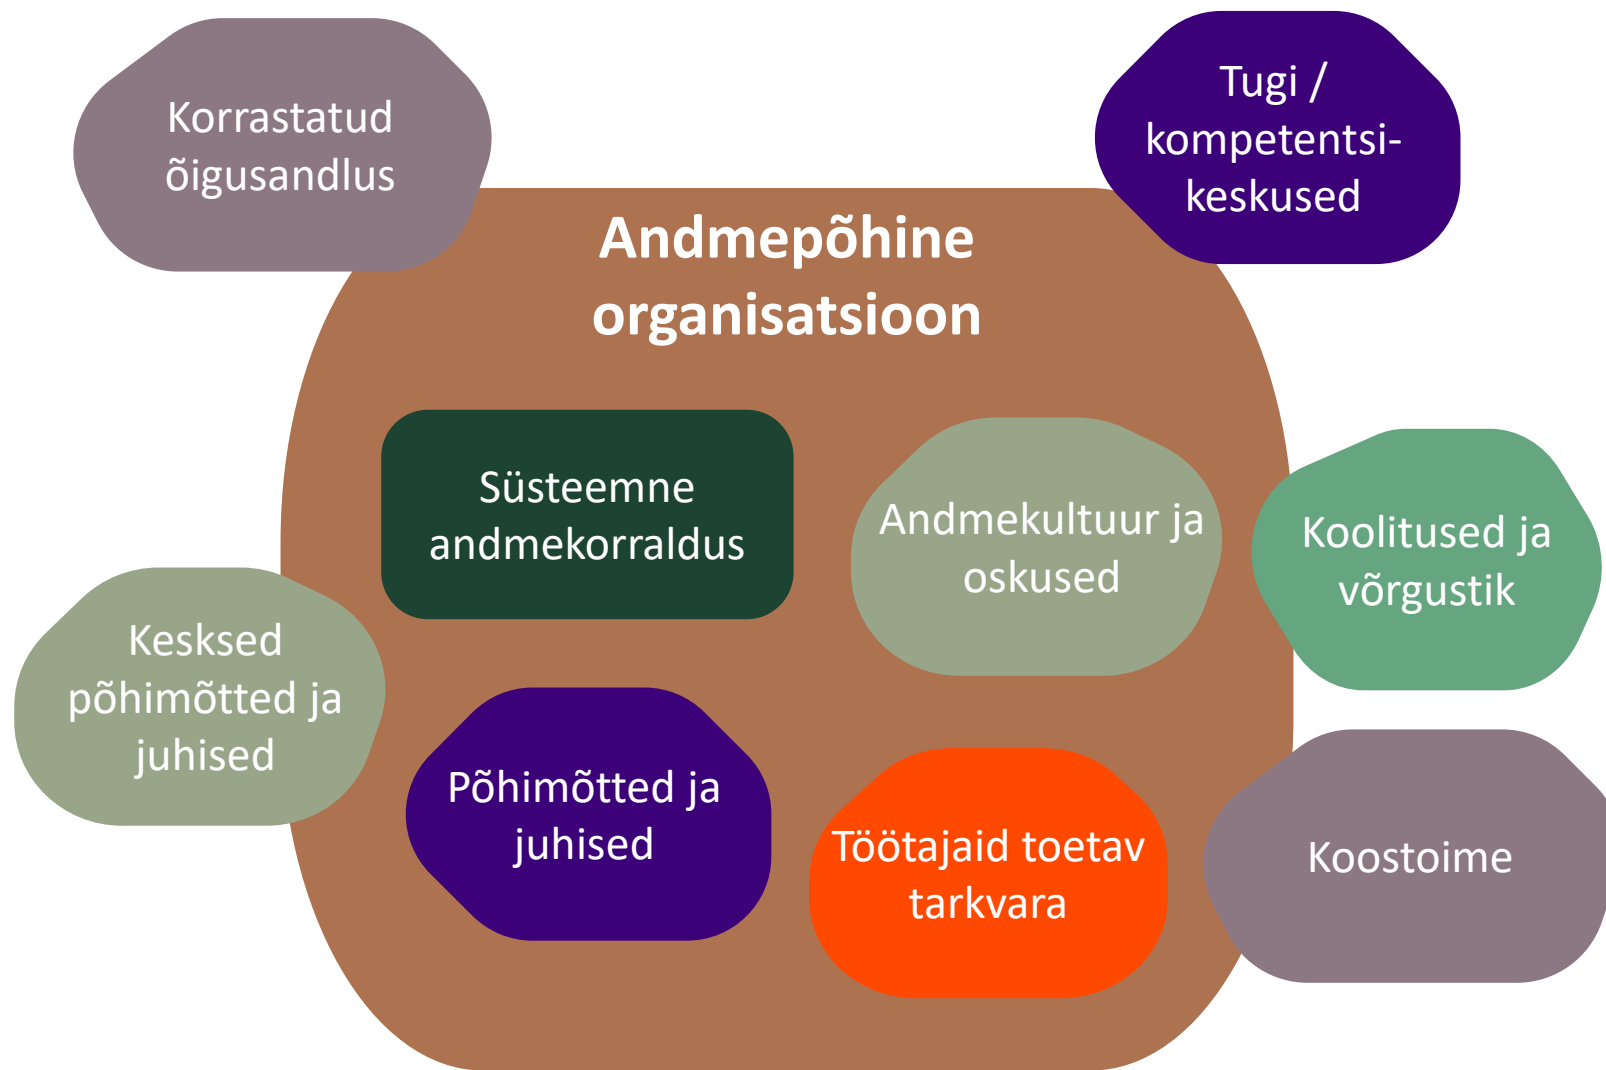 Korrastatud
õigusandlus
Tugi /
kompetentsi-
keskused
Andmepõhine
organisatsioon
Süsteemne
andmekorraldus
Andmekultuur ja
oskused
Koolitused ja
võrgustik
Kesksed
põhimõtted ja
juhised
Põhimõtted ja
juhised
Töötajaid toetav
tarkvara
Koostoime